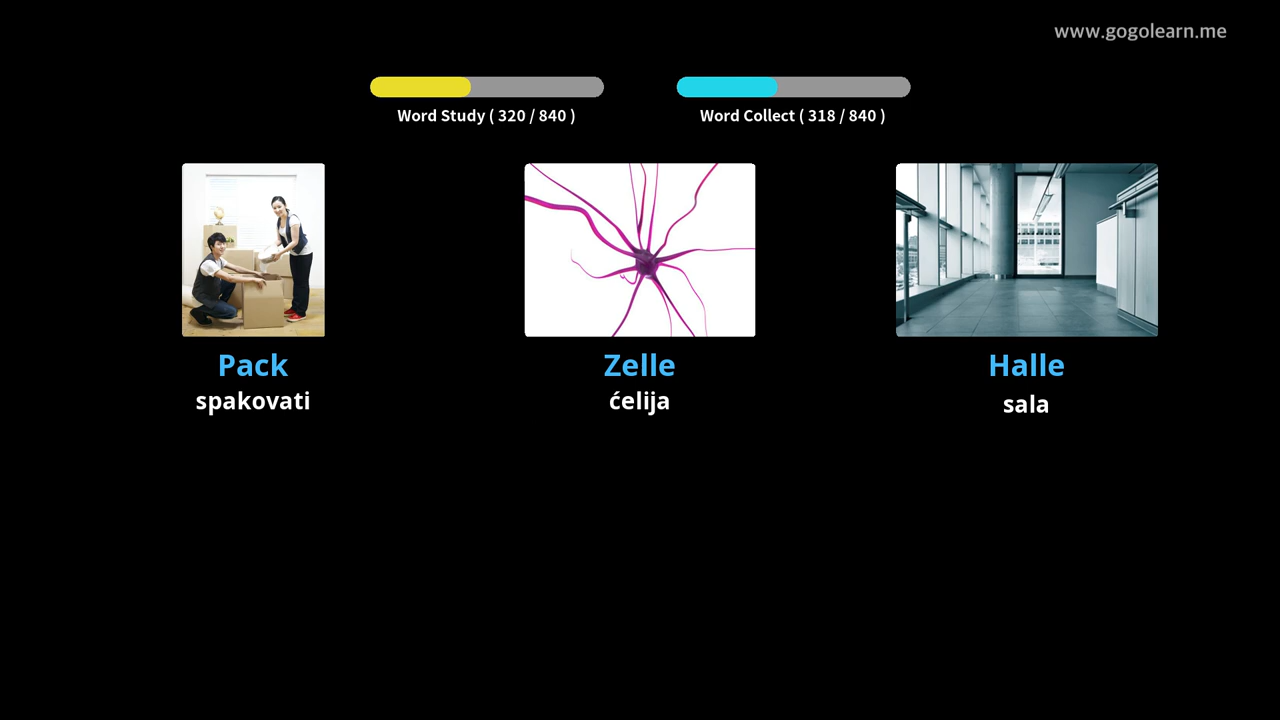 www.gogolearn.me
Word Study ( 320 / 840 )
Word Collect ( 318 / 840 )
Pack
spakovati
Zelle
ćelija
Halle
sala